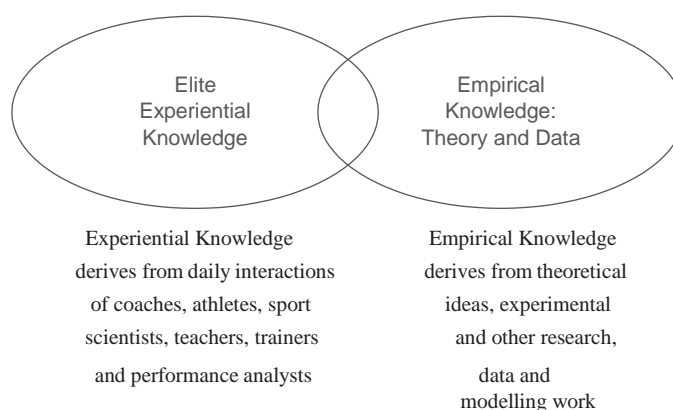 Elite
Experiential
Knowledge
Empirical
Knowledge:
Theory and Data
Experiential Knowledge
derives from daily interactions
of coaches, athletes, sport
scientists, teachers, trainers
and performance analysts
Empirical Knowledge
derives from theoretical
ideas, experimental
and other research,
data and
modelling work